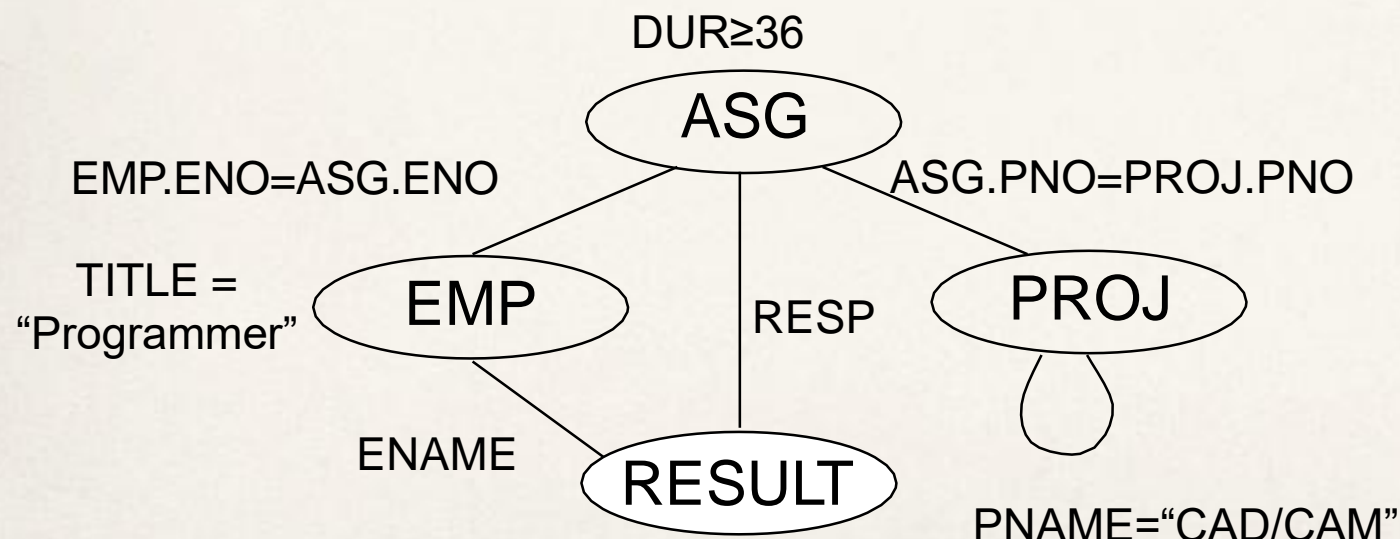 DUR≥36
ASG
EMP.ENO=ASG.ENO
ASG.PNO=PROJ.PNO
TITLE =
“Programmer”
EMP
RESP
PROJ
ENAME
RESULT
PNAME=“CAD/CAM”